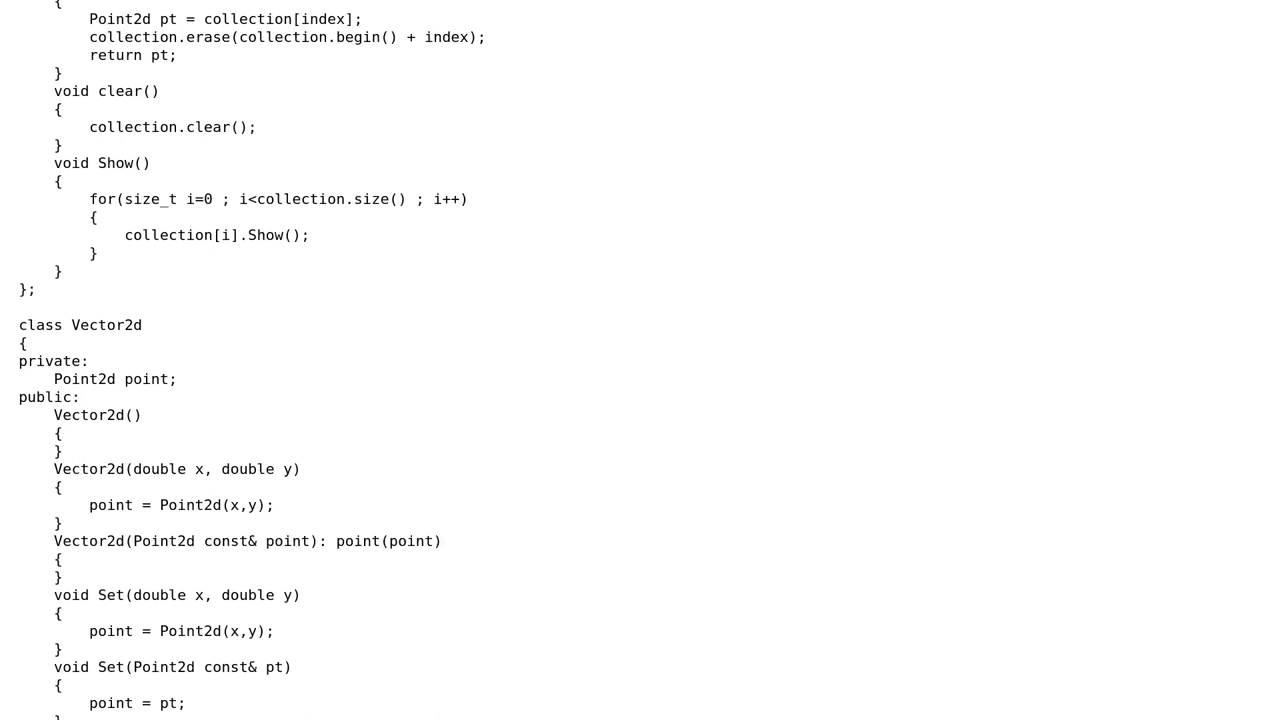 {
        Point2d pt = collection[index];
        collection.erase(collection.begin() + index);
        return pt;
    }
    void clear()
    {
        collection.clear();
    }
    void Show()
    {
        for(size_t i=0 ; i<collection.size() ; i++)
        {
            collection[i].Show();
        }
    }
};

class Vector2d
{
private:
    Point2d point;
public:
    Vector2d()
    {
    }
    Vector2d(double x, double y)
    {
        point = Point2d(x,y);
    }
    Vector2d(Point2d const& point): point(point)
    {
    }
    void Set(double x, double y)
    {
        point = Point2d(x,y);
    }
    void Set(Point2d const& pt)
    {
        point = pt;
    }